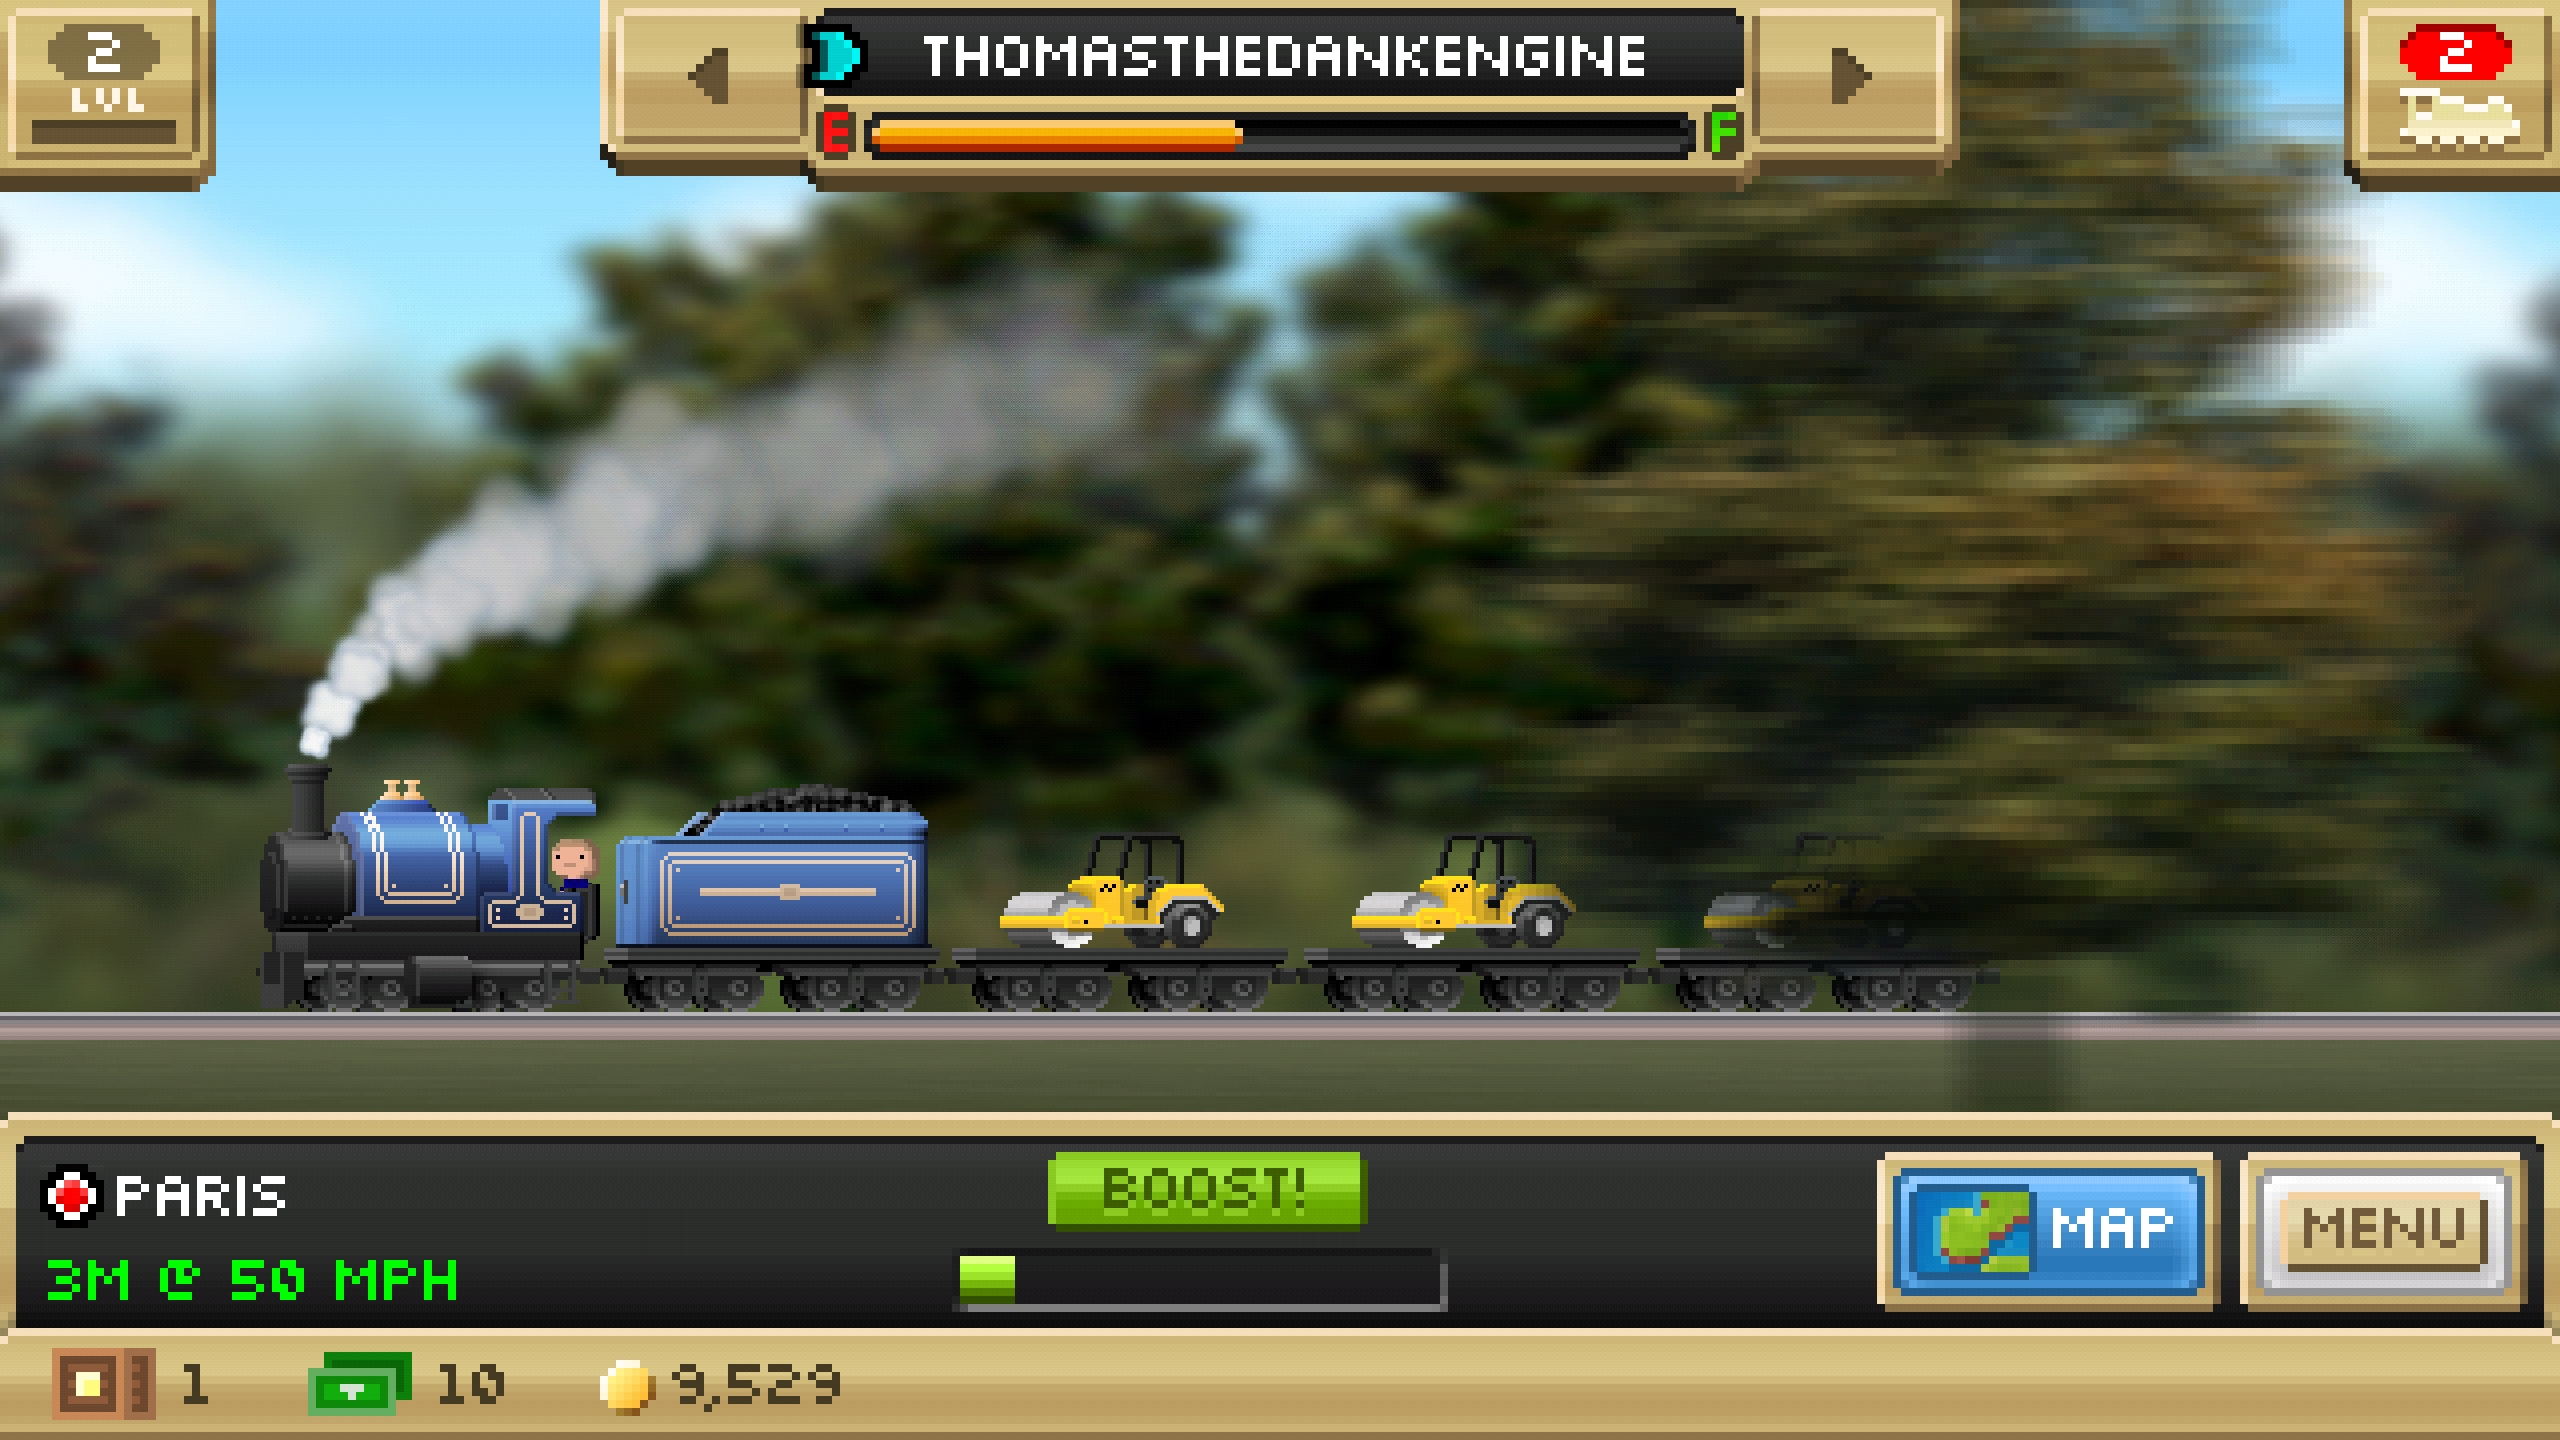 2
LVL
THOMASTHEDANKENGINE
E F
2
PARIS
3M @ 50 MPH
BOOST!
MAP
MENU
1
10
9,529